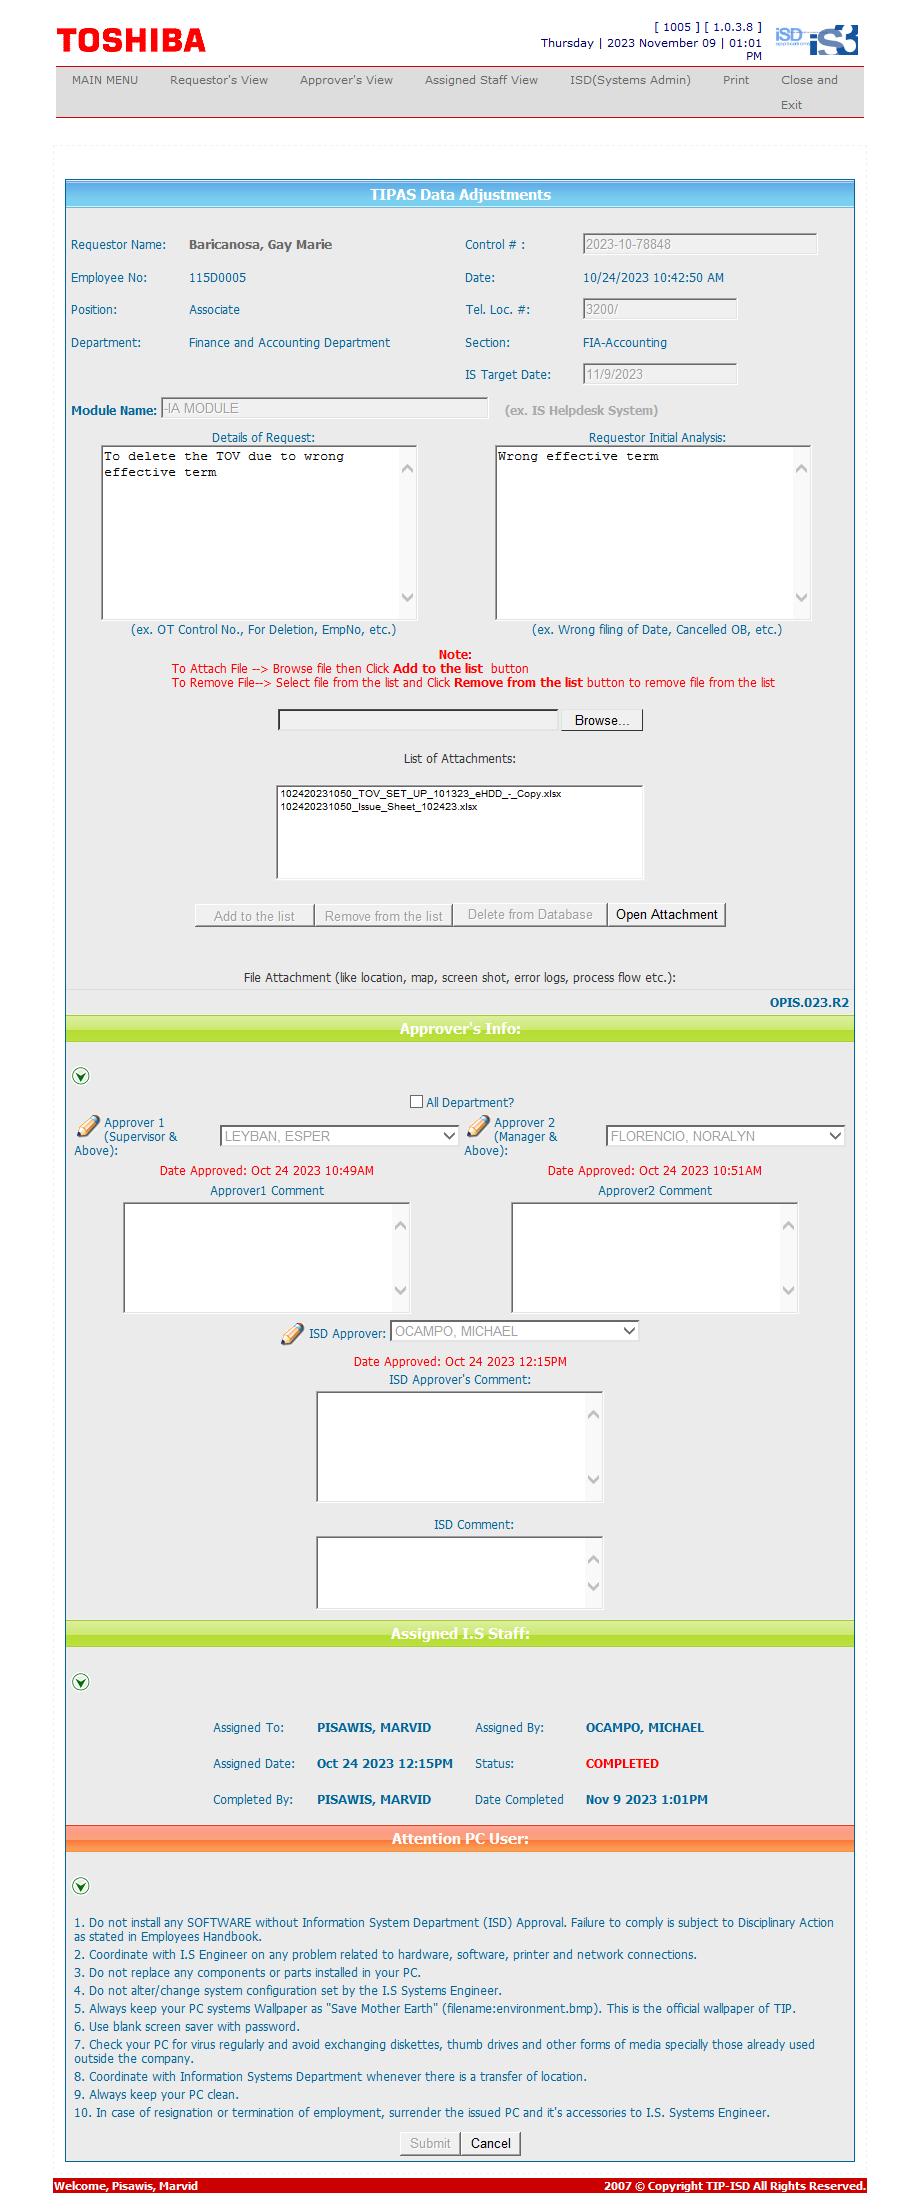 TOSHIBA
[ 1005 ] [ 1.0.3.8 ]
Thursday | 2023 November 09 | 01:01
PM
iSD
iS3
MAIN MENU Requestor's View Approver's View Assigned Staff View ISD(Systems Admin) Print Close and
Exit
TIPAS Data Adjustments
Requestor Name: Baricanosa, Gay Marie Control # : 2023-10-78848
Employee No: 115D0005 Date: 10/24/2023 10:42:50 AM
Position: Associate Tel. Loc. #: 3200/
Department: Finance and Accounting Department Section: FIA-Accounting
IS Target Date: 11/9/2023
Module Name: -IA MODULE (ex. IS Helpdesk System)
Details of Request: Requestor Initial Analysis:
To delete the TOV due to wrong
effective term
Wrong effective term
(ex. OT Control No., For Deletion, EmpNo, etc.) (ex. Wrong filing of Date, Cancelled OB, etc.)
Note:
To Attach File --> Browse file then Click Add to the list button
To Remove File--> Select file from the list and Click Remove from the list button to remove file from the list
Browse...
List of Attachments:
102420231050_TOV_SET_UP_101323_eHDD_-_Copy.xlsx
102420231050_Issue_Sheet_102423.xlsx
Add to the list Remove from the list Delete from Database Open Attachment
File Attachment (like location, map, screen shot, error logs, process flow etc.):
OPIS.023.R2
Approver's Info:
All Department?
Approver 1
(Supervisor &
Above):
LEYBAN, ESPER
Approver 2
(Manager &
Above):
FLORENCIO, NORALYN
Date Approved: Oct 24 2023 10:49AM Date Approved: Oct 24 2023 10:51AM
Approver1 Comment Approver2 Comment
ISD Approver: OCAMPO, MICHAEL
Date Approved: Oct 24 2023 12:15PM
ISD Approver's Comment:
ISD Comment:
Assigned I.S Staff:
Assigned To: PISAWIS, MARVID Assigned By: OCAMPO, MICHAEL
Assigned Date: Oct 24 2023 12:15PM Status: COMPLETED
Completed By: PISAWIS, MARVID Date Completed Nov 9 2023 1:01PM
Attention PC User:
1. Do not install any SOFTWARE without Information System Department (ISD) Approval. Failure to comply is subject to Disciplinary Action
as stated in Employees Handbook.
2. Coordinate with I.S Engineer on any problem related to hardware, software, printer and network connections.
3. Do not replace any components or parts installed in your PC.
4. Do not alter/change system configuration set by the I.S Systems Engineer.
5. Always keep your PC systems Wallpaper as "Save Mother Earth" (filename:environment.bmp). This is the official wallpaper of TIP.
6. Use blank screen saver with password.
7. Check your PC for virus regularly and avoid exchanging diskettes, thumb drives and other forms of media specially those already used
outside the company.
8. Coordinate with Information Systems Department whenever there is a transfer of location.
9. Always keep your PC clean.
10. In case of resignation or termination of employment, surrender the issued PC and it's accessories to I.S. Systems Engineer.
Submit Cancel
Welcome, Pisawis, Marvid 2007 © Copyright TIP-ISD All Rights Reserved.